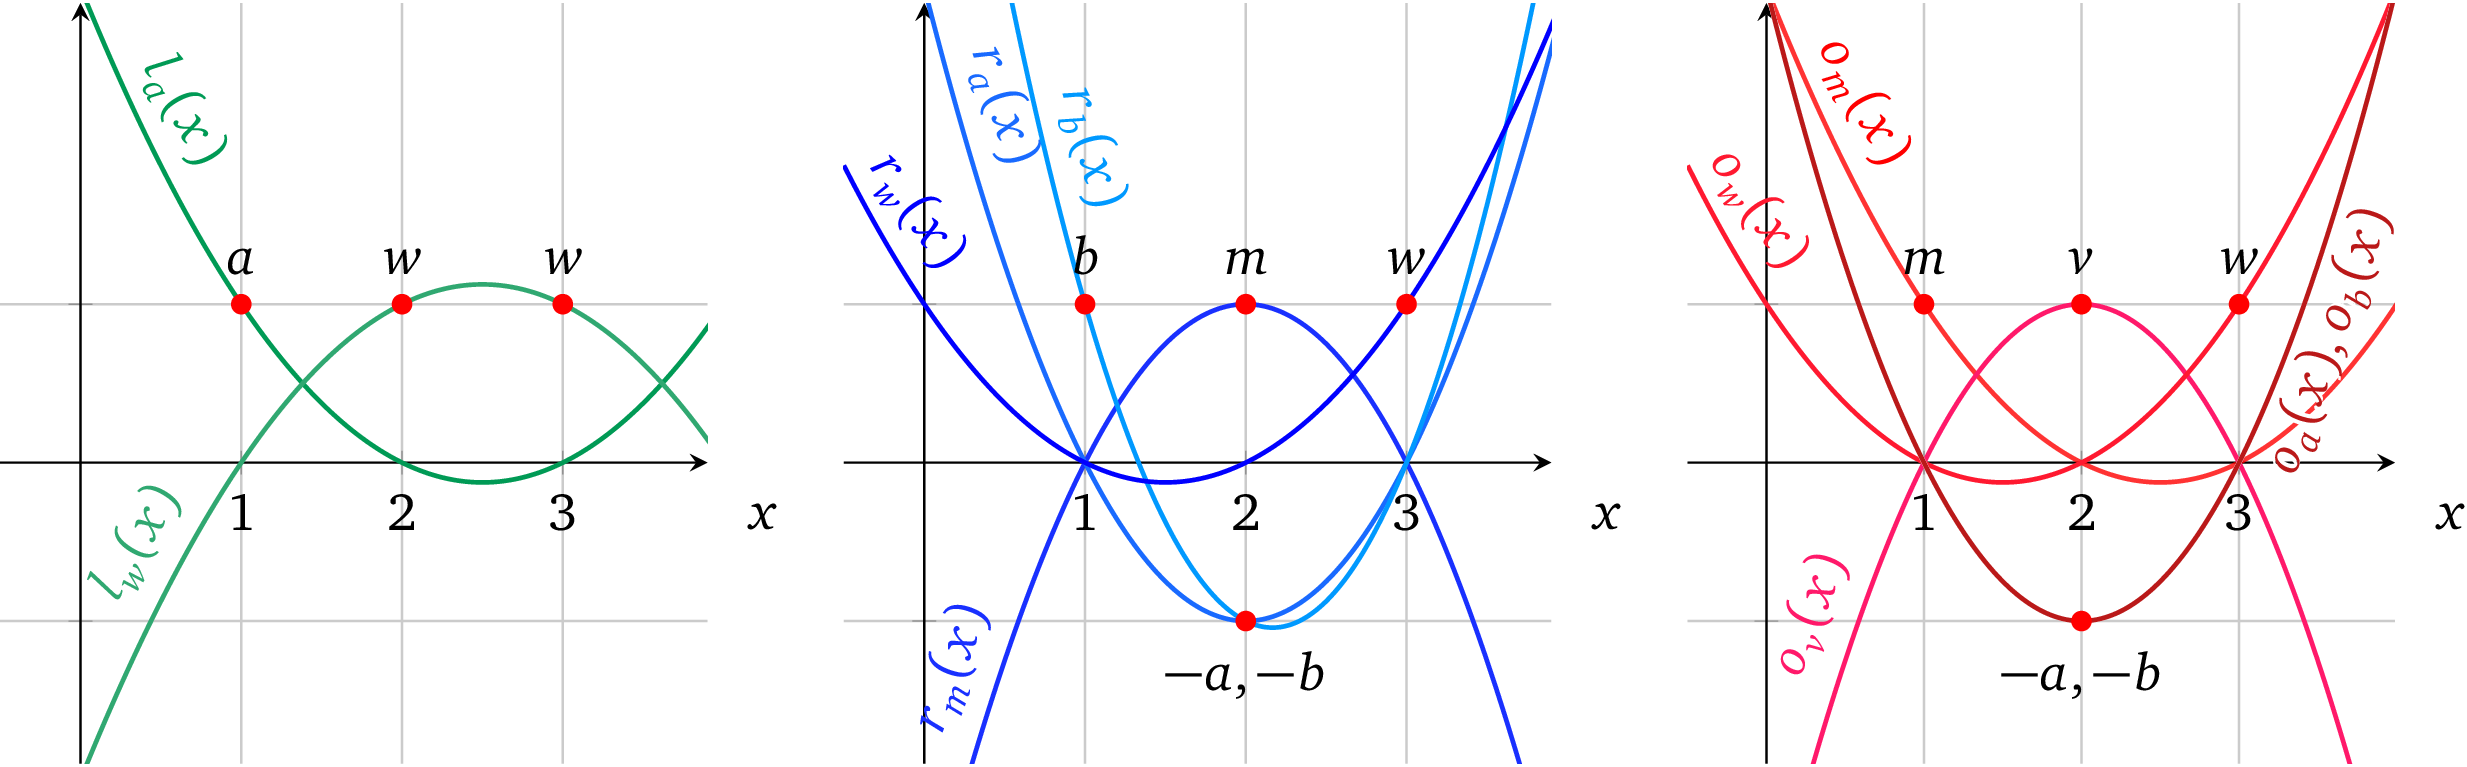 l_a(x)
a w w
1 2 3 x
l_w(x)
r_a(x)
r_b(x)
r_w(x)
b m w
1 2 3 x
−a, −b
r_m(x)
o_m(x)
o_w(x)
m v w
o_a(x), o_b(x)
1 2 3 x
o_v(x)
−a, −b